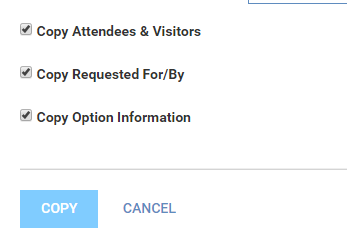 Copy Attendees & Visitors
Copy Requested For/By
Copy Option Information
COPY CANCEL